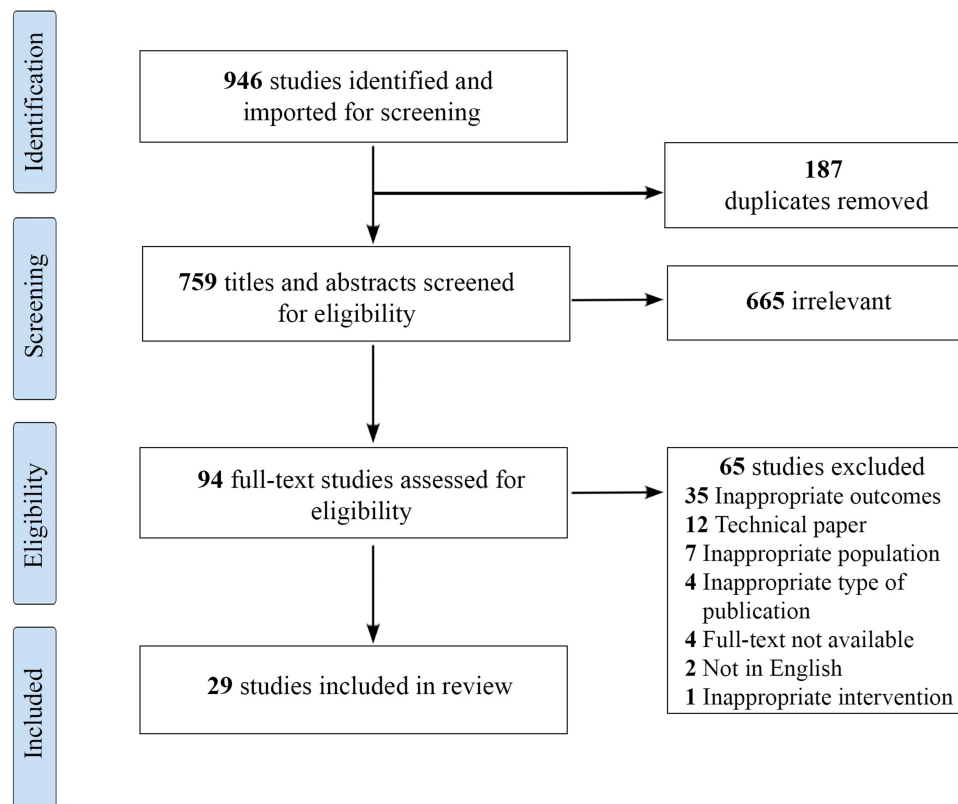 Identification
946 studies identified and
imported for screening
187
duplicates removed
Screening
759 titles and abstracts screened
for eligibility
665 irrelevant
Eligibility
94 full-text studies assessed for
eligibility
65 studies excluded
35 Inappropriate outcomes
12 Technical paper
7 Inappropriate population
4 Inappropriate type of
publication
4 Full-text not available
2 Not in English
1 Inappropriate intervention
Included
29 studies included in review